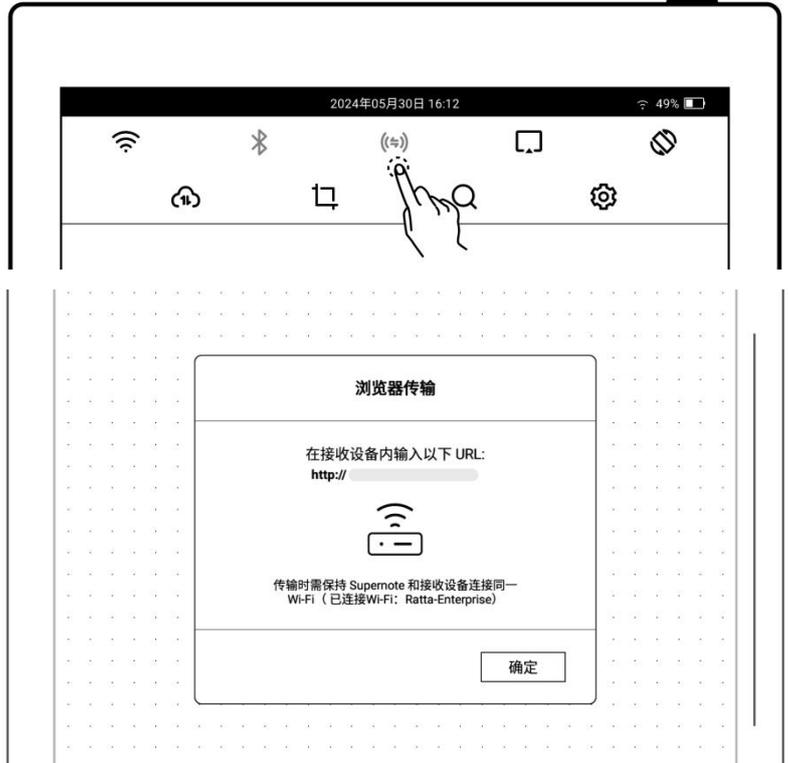 2024年05月30日 16:12
49%
浏览器传输
在接收设备内输入以下 URL:
http://
传输时需保持 Supernote 和接收设备连接同一
Wi-Fi（ 已连接Wi-Fi：Ratta-Enterprise）
确定